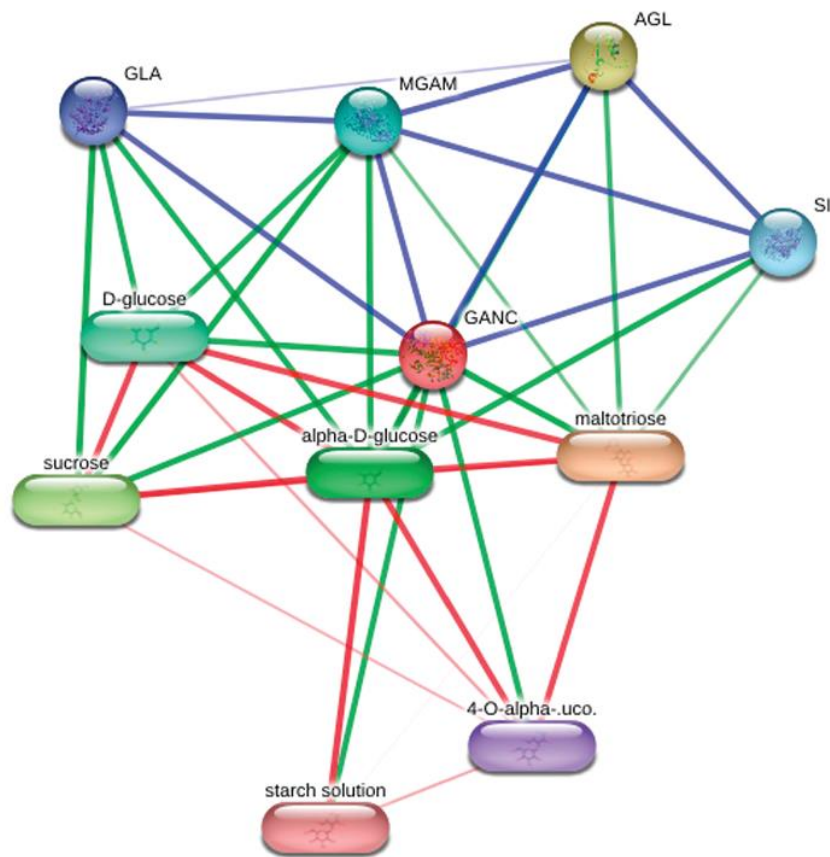 AGL
GLA
MGAM
SI
D-glucose
GANC
maltotriose
alpha-D-glucose
sucrose
4-O-alpha-.uco.
starch solution